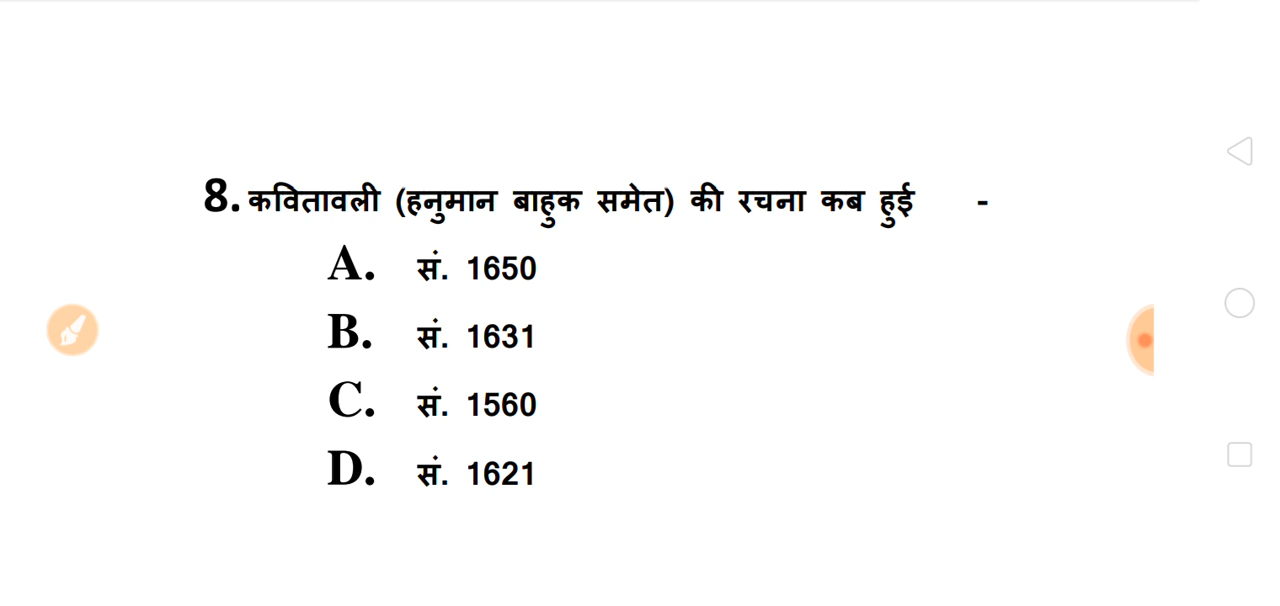 8. कवितावली (हनुमान बाहुक समेत) की रचना कब हुई -
A. सं. 1650
B. सं. 1631
C. सं. 1560
D. सं. 1621